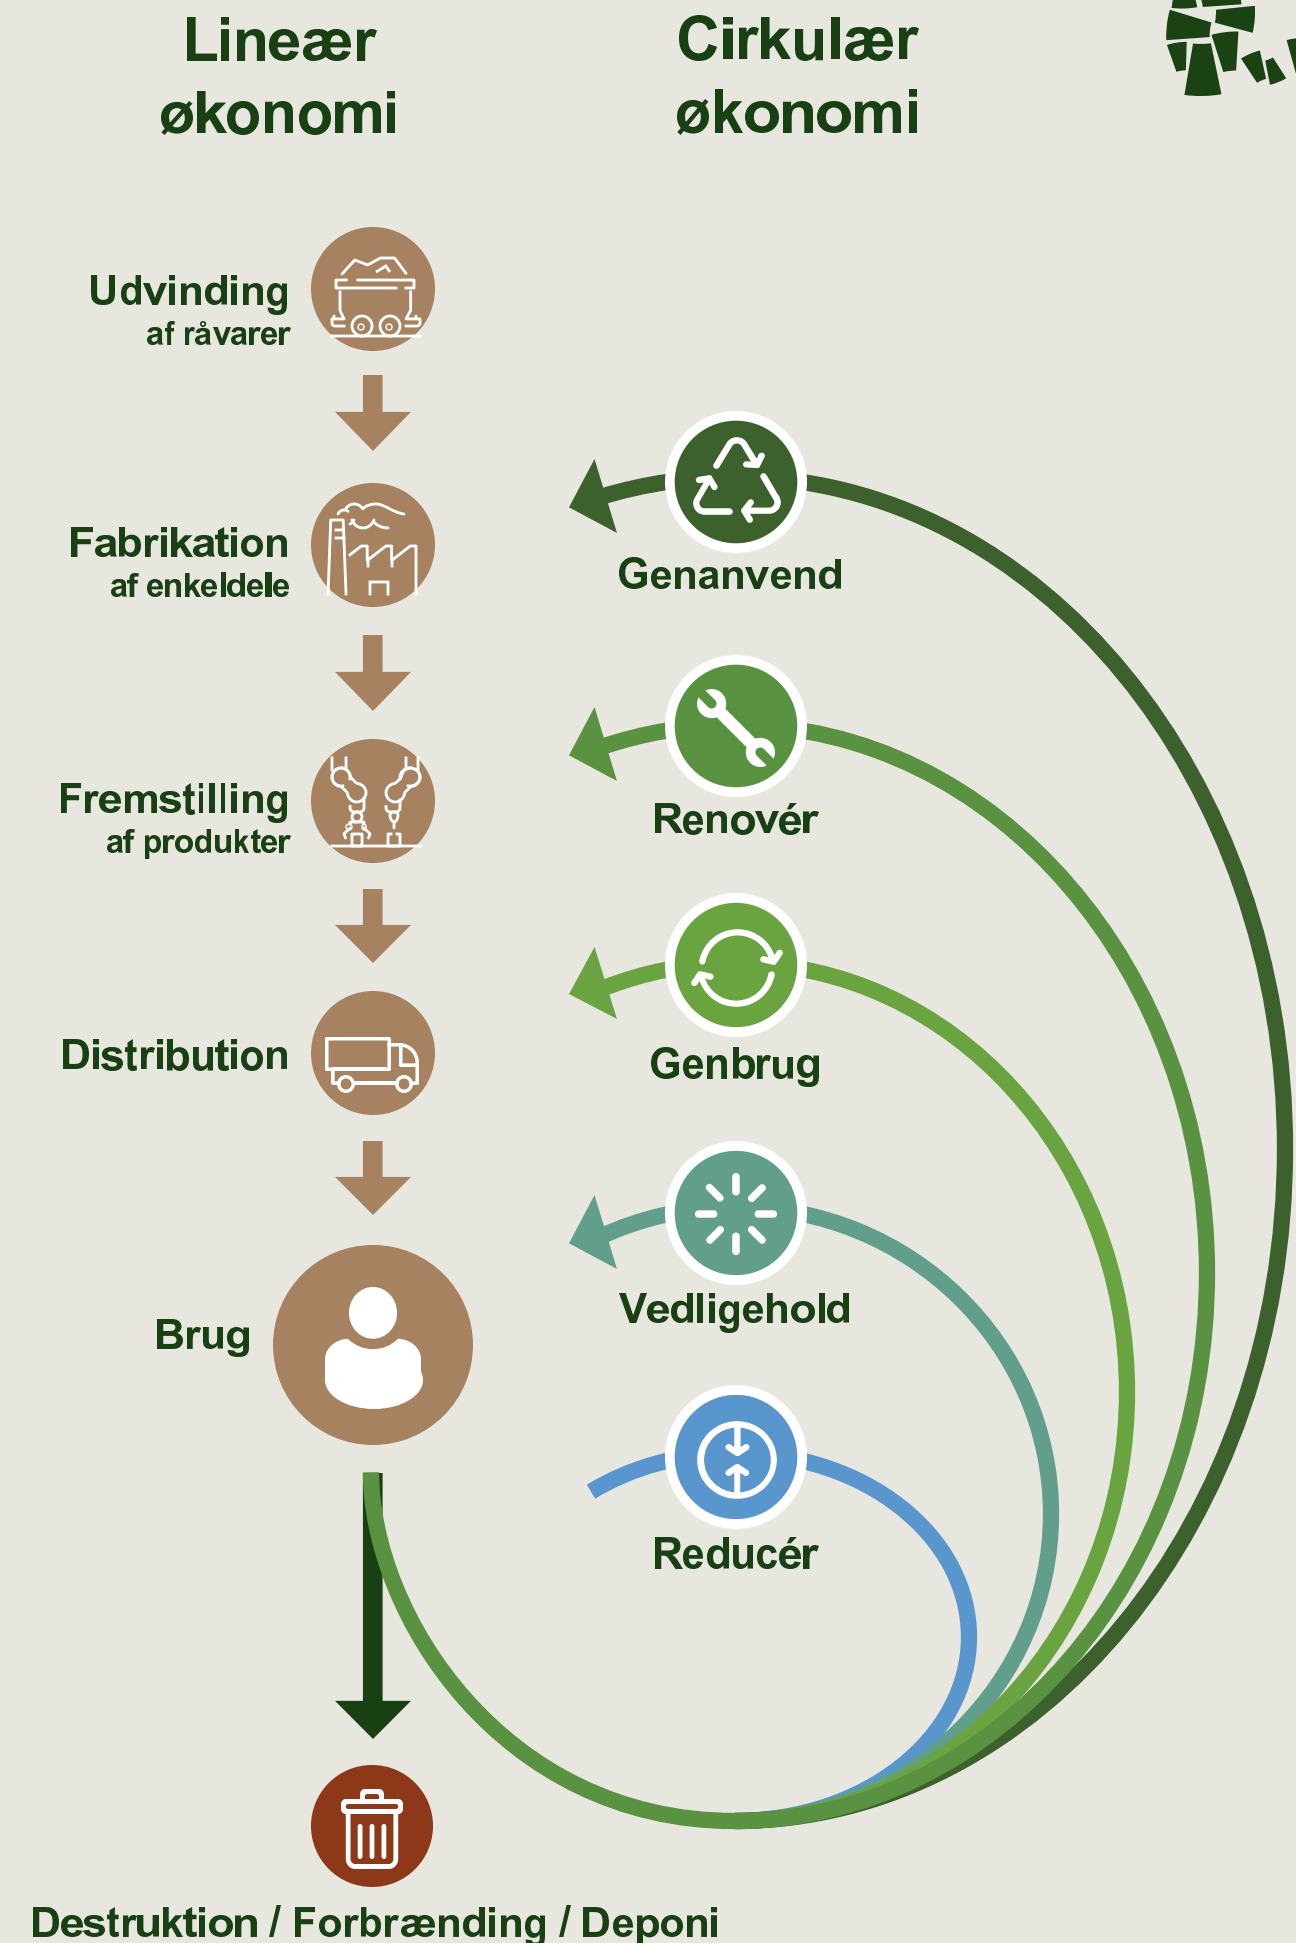 Lineær
økonomi
Cirkulær
økonomi
Udvinding
af råvarer
Fabrikation
af enkeldele
Fremstilling
af produkter
Distribution
Brug
Genanvend
Renovér
Genbrug
Vedligehold
Reducér
Destruktion / Forbrænding / Deponi